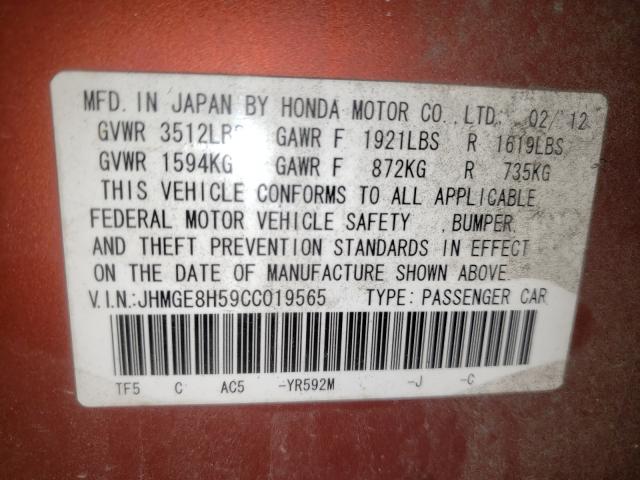 MFD. IN JAPAN BY HONDA MOTOR CO., LTD. 02/12
GVWR 3512LBS GAWR F 1921LBS R 1619LBS
GVWR 1594KG GAWR F 872KG R 735KG
THIS VEHICLE CONFORMS TO ALL APPLICABLE
FEDERAL MOTOR VEHICLE SAFETY , BUMPER,
AND THEFT PREVENTION STANDARDS IN EFFECT
ON THE DATE OF MANUFACTURE SHOWN ABOVE.
V.I.N.:JHMGE8H59CC019565 TYPE: PASSENGER CAR
TF5 C AC5 -YR592M -J -C